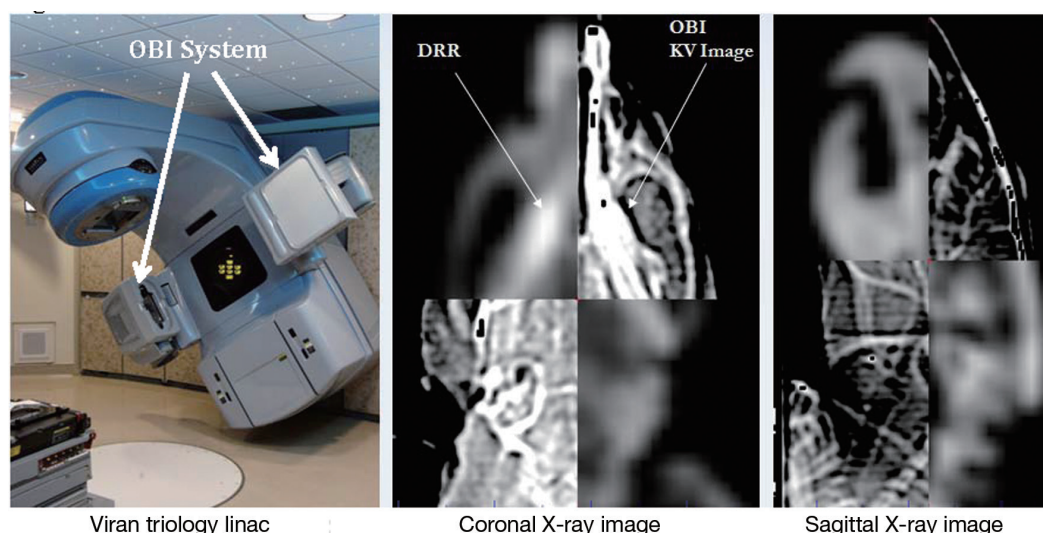 OBI System
DRR
OBI
KV Image
Viran triology linac
Coronal X-ray image
Sagittal X-ray image